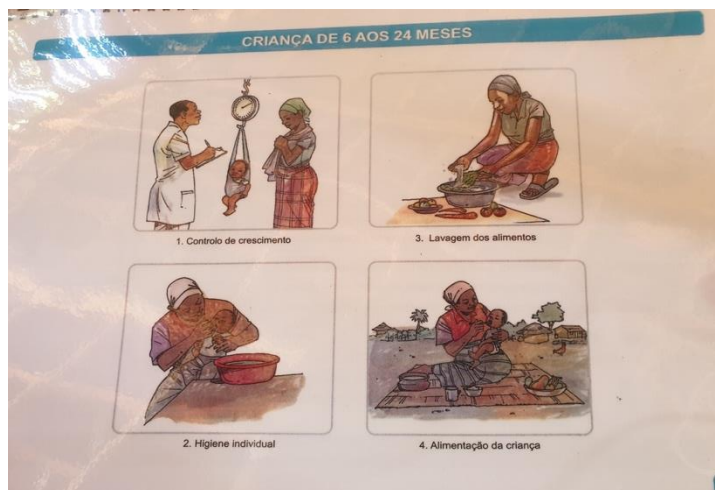 CRIANÇA DE 6 AOS 24 MESES
1. Controlo de crescimento
3. Lavagem dos alimentos
2. Higiene individual
4. Alimentação da criança